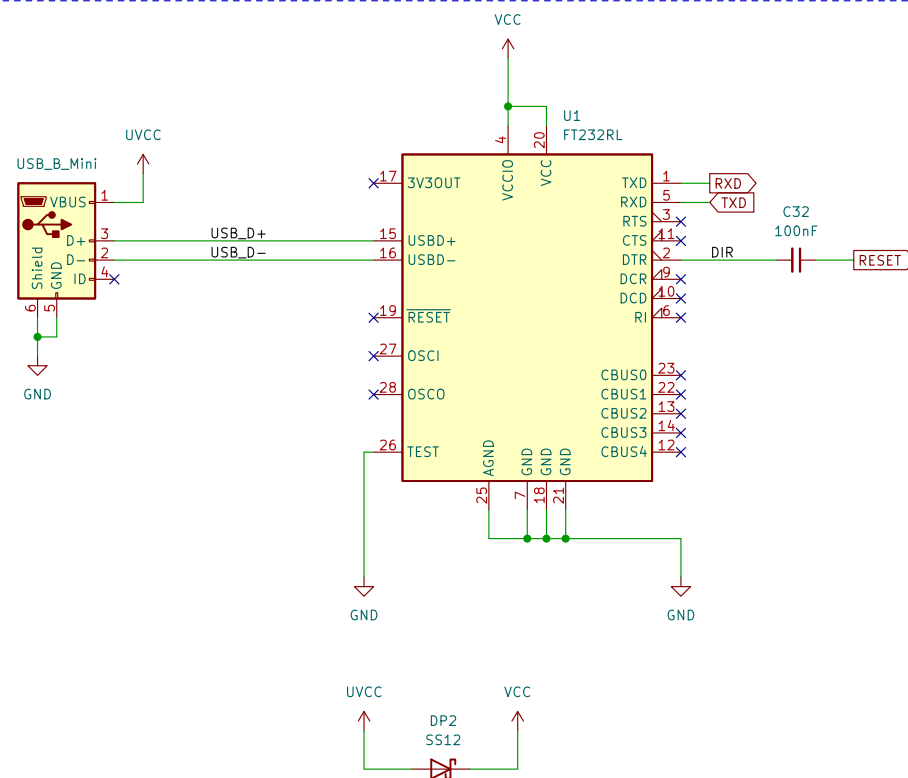 VCC
U1
FT232RL
4
20
VCCIO
VCC
UVCC
USB_B_Mini
VBUS
1
D+
3
D-
2
ID
4
Shield
GND
6
5
GND
USB_D+
USB_D-
17
3V3OUT
15
USBD+
16
USBD-
19
RESET
27
OSCI
28
OSCO
26
TEST
TXD
1
RXD
RXD
5
TXD
RTS
3
CTS
11
DTR
2
DIR
C32
100nF
RESET
DCR
9
DCD
10
RI
6
CBUS0
23
CBUS1
22
CBUS2
13
CBUS3
14
CBUS4
12
AGND
GND
GND
GND
25
7
18
21
GND
GND
UVCC
VCC
DP2
SS12